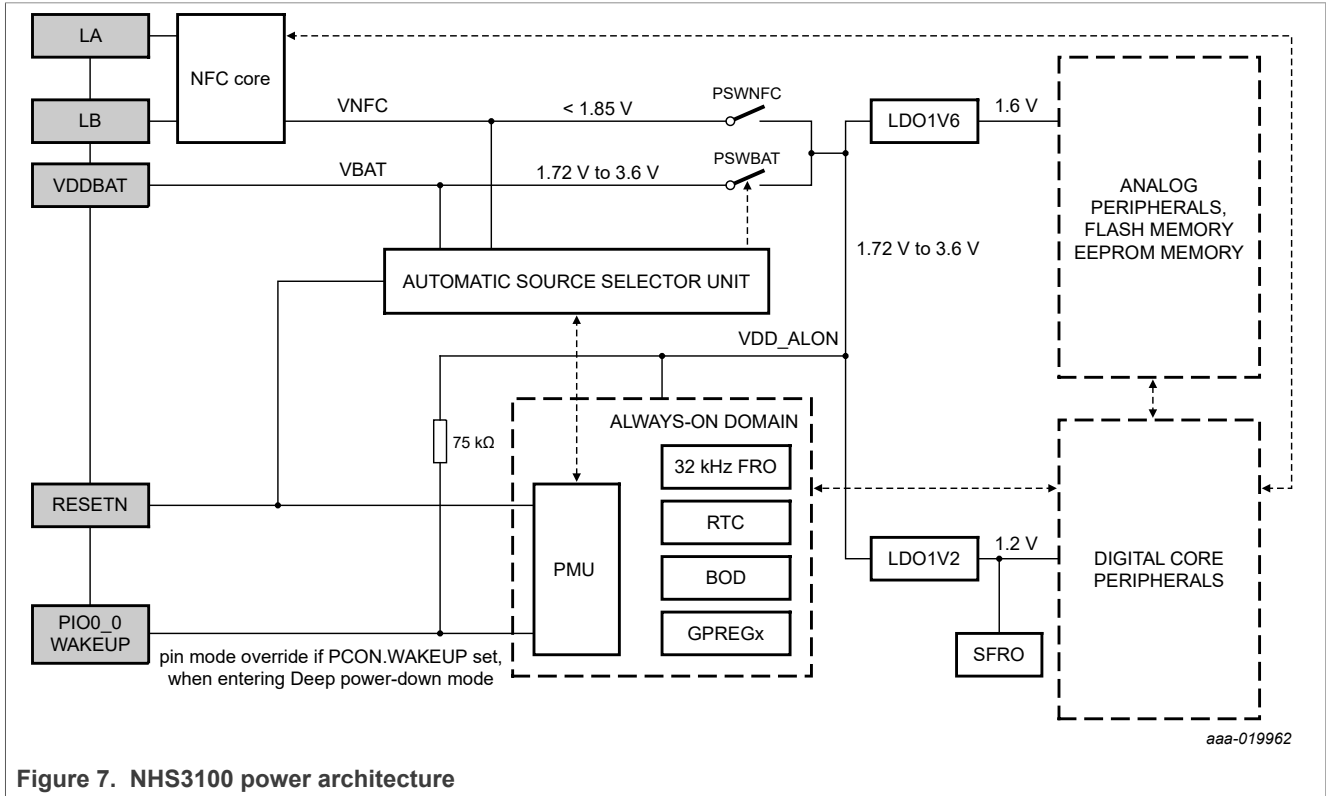 LA
NFC core
LB
VDDBAT
VNFC
< 1.85 V
PSWNFC
VBAT
1.72 V to 3.6 V
PSWBAT
LDO1V6
1.6 V
ANALOG
PERIPHERALS,
FLASH MEMORY
EEPROM MEMORY
1.72 V to 3.6 V
AUTOMATIC SOURCE SELECTOR UNIT
VDD_ALON
75 kΩ
ALWAYS-ON DOMAIN
32 kHz FRO
RTC
BOD
GPREGx
PMU
RESETN
PIO0_0
WAKEUP
pin mode override if PCON.WAKEUP set,
when entering Deep power-down mode
LDO1V2
1.2 V
SFRO
DIGITAL CORE
PERIPHERALS
aaa-019962
Figure 7. NHS3100 power architecture